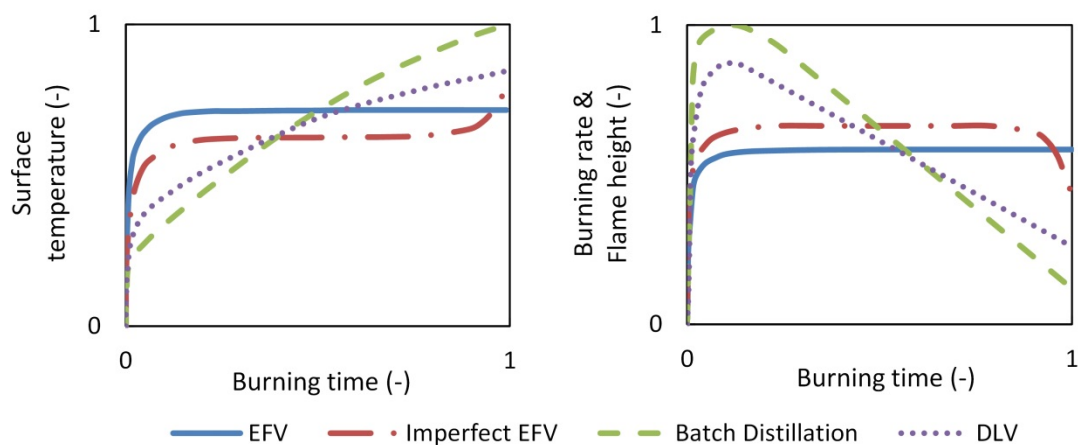 1
Surface
temperature (-)
0
0
1
Burning time (-)
1
Burning rate &
Flame height (-)
0
0
1
Burning time (-)
EFV
Imperfect EFV
Batch Distillation
DLV